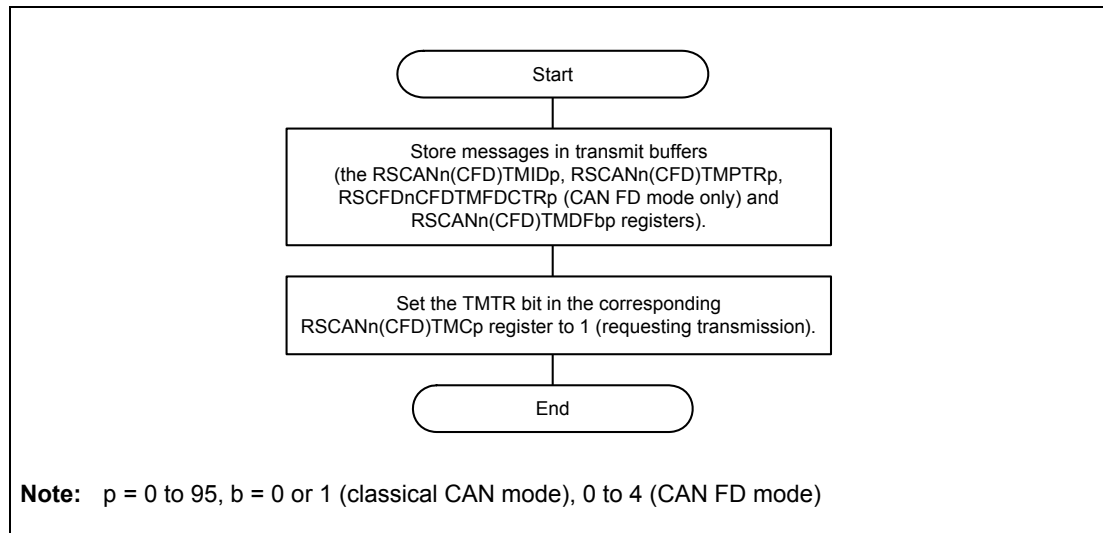 Start
Store messages in transmit buffers
(the RSCANn(CFD)TMIDp, RSCANn(CFD)TMPTRp,
RSCFDnCFDTMFDCTRp (CAN FD mode only) and
RSCANn(CFD)TMDFbp registers).
Set the TMTR bit in the corresponding
RSCANn(CFD)TMCp register to 1 (requesting transmission).
End
Note: p = 0 to 95, b = 0 or 1 (classical CAN mode), 0 to 4 (CAN FD mode)